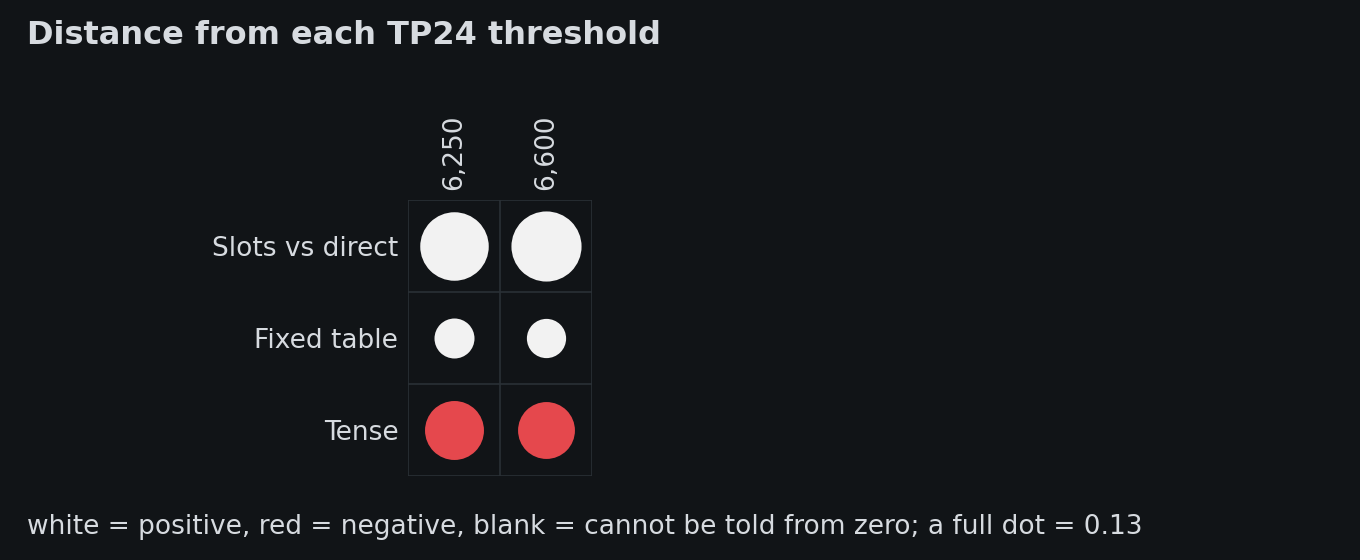 Distance from each TP24 threshold
6,250
6,600
Slots vs direct
Fixed table
Tense
white = positive, red = negative, blank = cannot be told from zero; a full dot = 0.13